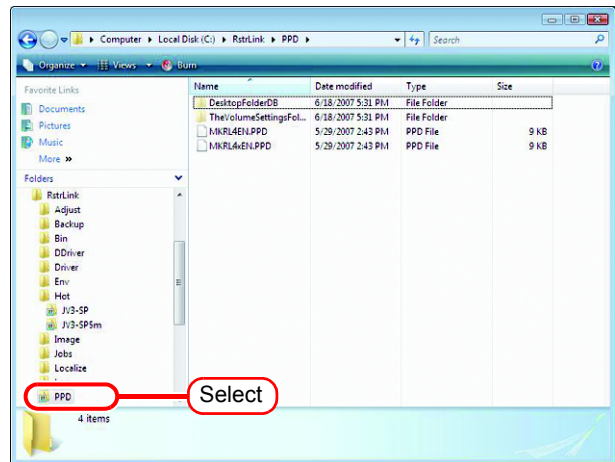 Computer ▸ Local Disk (C:) ▸ RstrLink ▸ PPD ▸
Search
Organize Views Burn
Favorite Links
Documents
Pictures
Music
More »
Folders
RstrLink
Adjust
Backup
Bin
DDriver
Driver
Env
Hot
JV3-SP
JV3-SP5m
Image
Jobs
Localize
PPD
Name Date modified Type Size
DesktopFolderDB 6/18/2007 5:31 PM File Folder
TheVolumeSettingsFol... 6/18/2007 5:31 PM File Folder
MKRL4EN.PPD 5/29/2007 2:43 PM PPD File 9 KB
MKRL4xEN.PPD 5/29/2007 2:43 PM PPD File 9 KB
Select
4 items